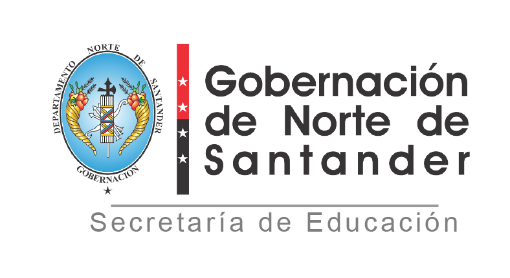 DEPARTAMENTO NORTE DE SANTANDER
GOBERNACIÓN
Gobernación
de Norte de
Santander
Secretaría de Educación